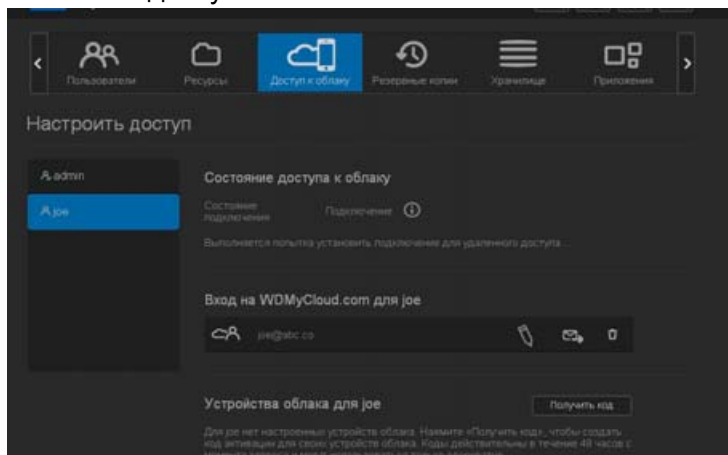 Пользователи
Ресурсы
Доступ к облаку
Резервные копии
Хранилище
Приложения
Настроить доступ
admin
joe
Состояние доступа к облаку
Состояние подключения
Подключение
Выполняется попытка установить подключение для удаленного доступа...
Вход на WDMyCloud.com для joe
joe@abc.co
Устройства облака для joe
Получить код
Для joe нет настроенных устройств облака. Нажмите «Получить код», чтобы создать
код активации для своих устройств облака. Коды действительны в течение 48 часов с